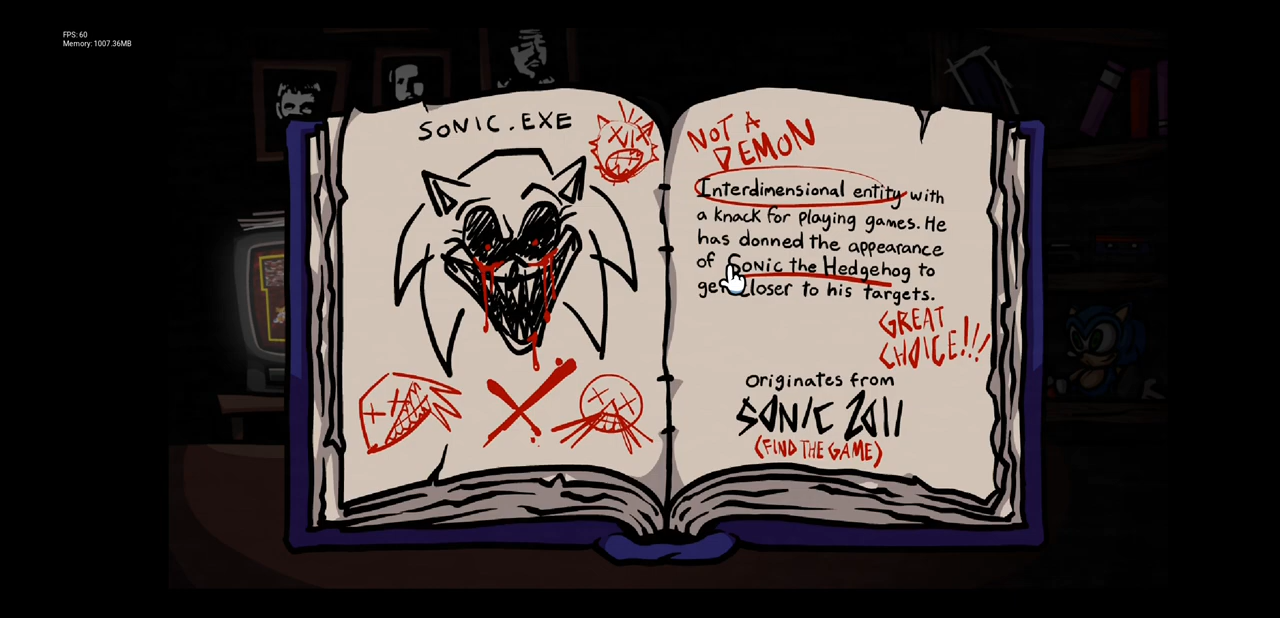 FPS: 60
Memory: 1007.36MB
SONIC.EXE
NOT A
DEMON
Interdimensional entity with
a knack for playing games. He
has donned the appearance
of Sonic the Hedgehog to
get closer to his targets.
GREAT
CHOICE!!!
Originates from
SONIC 2011
(FIND THE GAME)